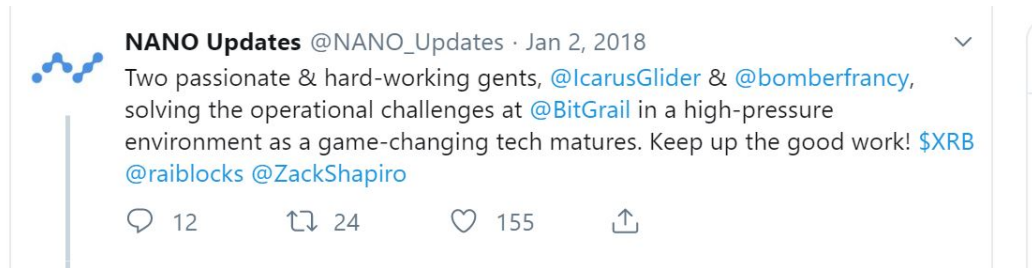 NANO Updates @NANO_Updates · Jan 2, 2018
Two passionate & hard-working gents, @IcarusGlider & @bomberfrancy,
solving the operational challenges at @BitGrail in a high-pressure
environment as a game-changing tech matures. Keep up the good work! $XRB
@raiblocks @ZackShapiro
12 24 155